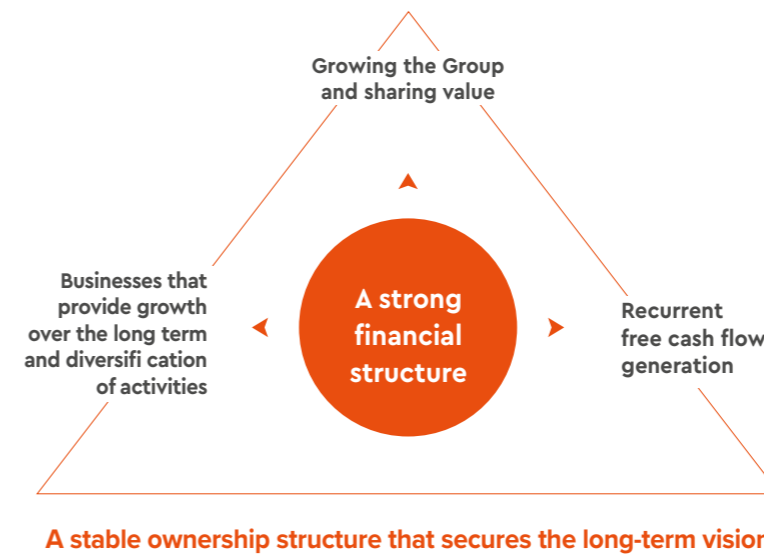 Growing the Group
and sharing value
Businesses that
provide growth
over the long term
and diversifi cation
of activities
A strong
financial
structure
Recurrent
free cash flow
generation
A stable ownership structure that secures the long-term vision